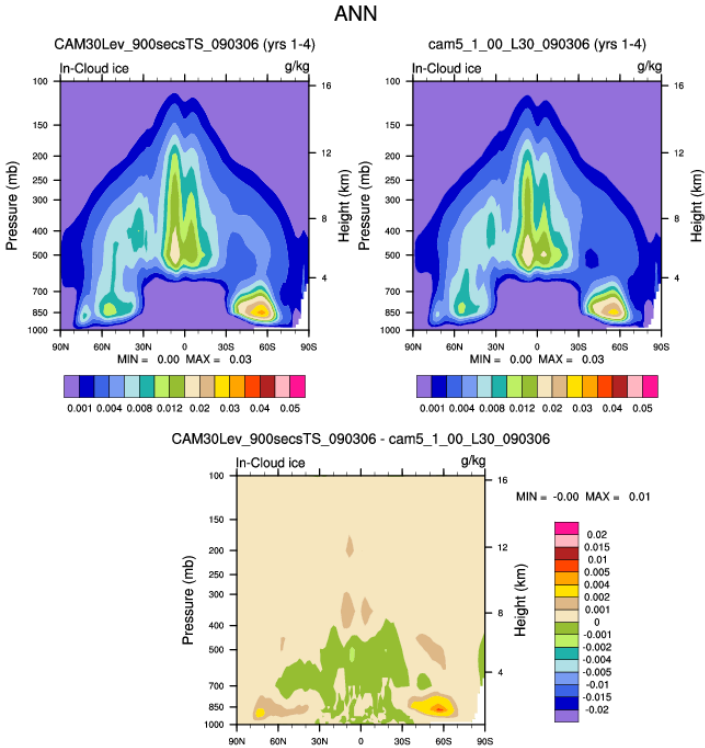 ANN
CAM30Lev_900secsTS_090306 (yrs 1-4)
In-Cloud ice g/kg
Pressure (mb)
100
150
200
250
300
400
500
700
850
1000
16
12
8
4
Height (km)
90N 60N 30N 0 30S 60S 90S
MIN = 0.00 MAX = 0.03
0.001 0.004 0.008 0.012 0.02 0.03 0.04 0.05
cam5_1_00_L30_090306 (yrs 1-4)
In-Cloud ice g/kg
Pressure (mb)
100
150
200
250
300
400
500
700
850
1000
16
12
8
4
Height (km)
90N 60N 30N 0 30S 60S 90S
MIN = 0.00 MAX = 0.03
0.001 0.004 0.008 0.012 0.02 0.03 0.04 0.05
CAM30Lev_900secsTS_090306 - cam5_1_00_L30_090306
In-Cloud ice g/kg
Pressure (mb)
100
150
200
250
300
400
500
700
850
1000
16
12
8
4
Height (km)
90N 60N 30N 0 30S 60S 90S
MIN = -0.00 MAX = 0.01
0.02
0.015
0.01
0.005
0.004
0.002
0.001
0
-0.001
-0.002
-0.004
-0.005
-0.01
-0.015
-0.02